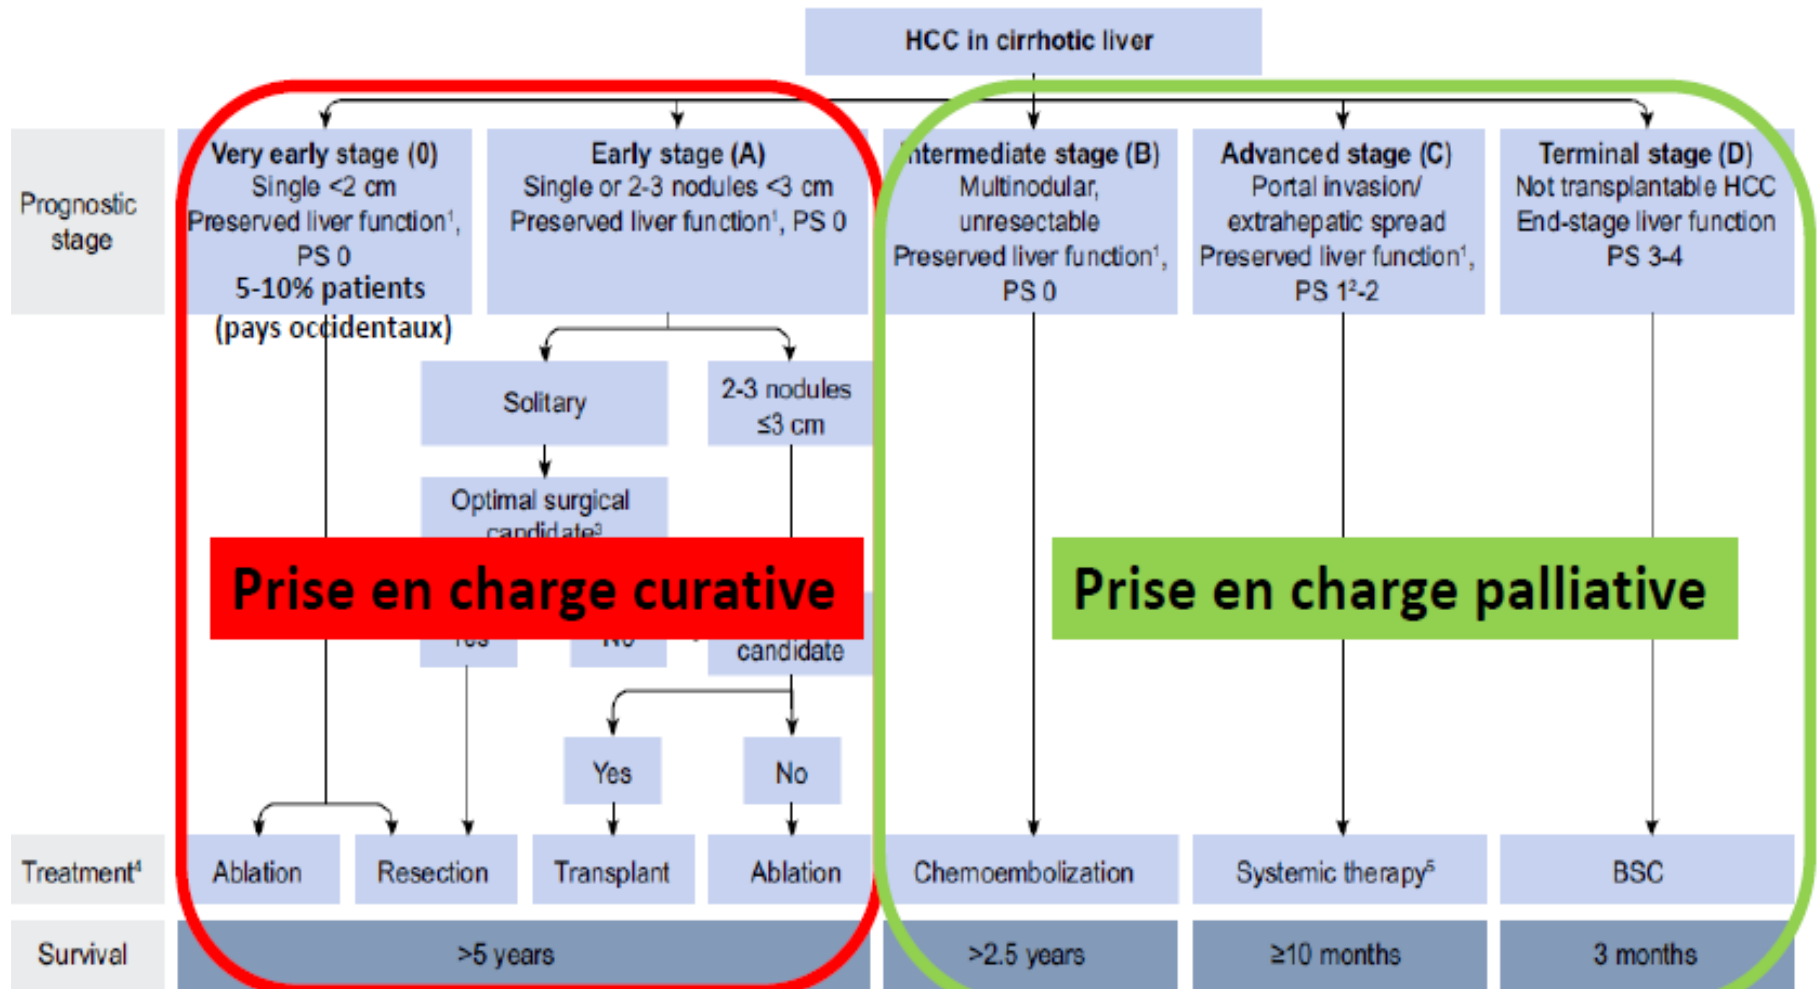 HCC in cirrhotic liver
Prognostic
stage
Very early stage (0)
Single <2 cm
Preserved liver function¹,
PS 0
5-10% patients
(pays occidentaux)
Early stage (A)
Single or 2-3 nodules <3 cm
Preserved liver function¹, PS 0
Intermediate stage (B)
Multinodular,
unresectable
Preserved liver function¹,
PS 0
Advanced stage (C)
Portal invasion/
extrahepatic spread
Preserved liver function¹,
PS 1²-2
Terminal stage (D)
Not transplantable HCC
End-stage liver function
PS 3-4
Solitary
2-3 nodules
≤3 cm
Optimal surgical
candidate³
Prise en charge curative
Prise en charge palliative
Yes
No
candidate
Yes
No
Treatment⁴
Ablation
Resection
Transplant
Ablation
Chemoembolization
Systemic therapy⁵
BSC
Survival
>5 years
>2.5 years
≥10 months
3 months